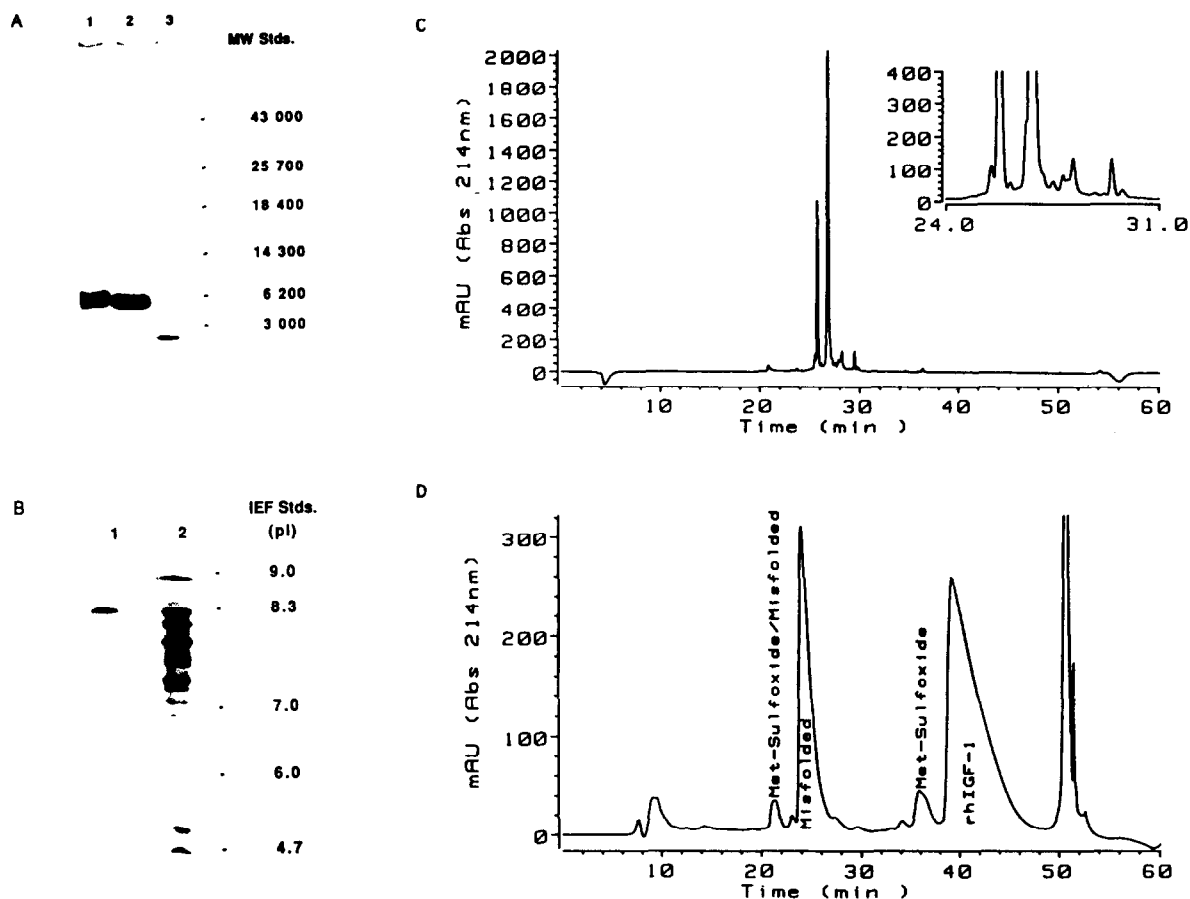 A
1 2 3
MW Stds.
43 000
25 700
18 400
14 300
6 200
3 000
B
IEF Stds.
(pI)
1 2
9.0
8.3
7.0
6.0
4.7
C
mAU (Abs 214nm)
2000
1800
1600
1400
1200
1000
800
600
400
200
0
10 20 30 40 50 60
Time (min )
400
300
200
100
0
24.0 31.0
D
mAU (Abs 214nm)
300
200
100
0
Met-Sulfoxide/Misfolded
Misfolded
Met-Sulfoxide
rhIGF-1
10 20 30 40 50 60
Time (min )